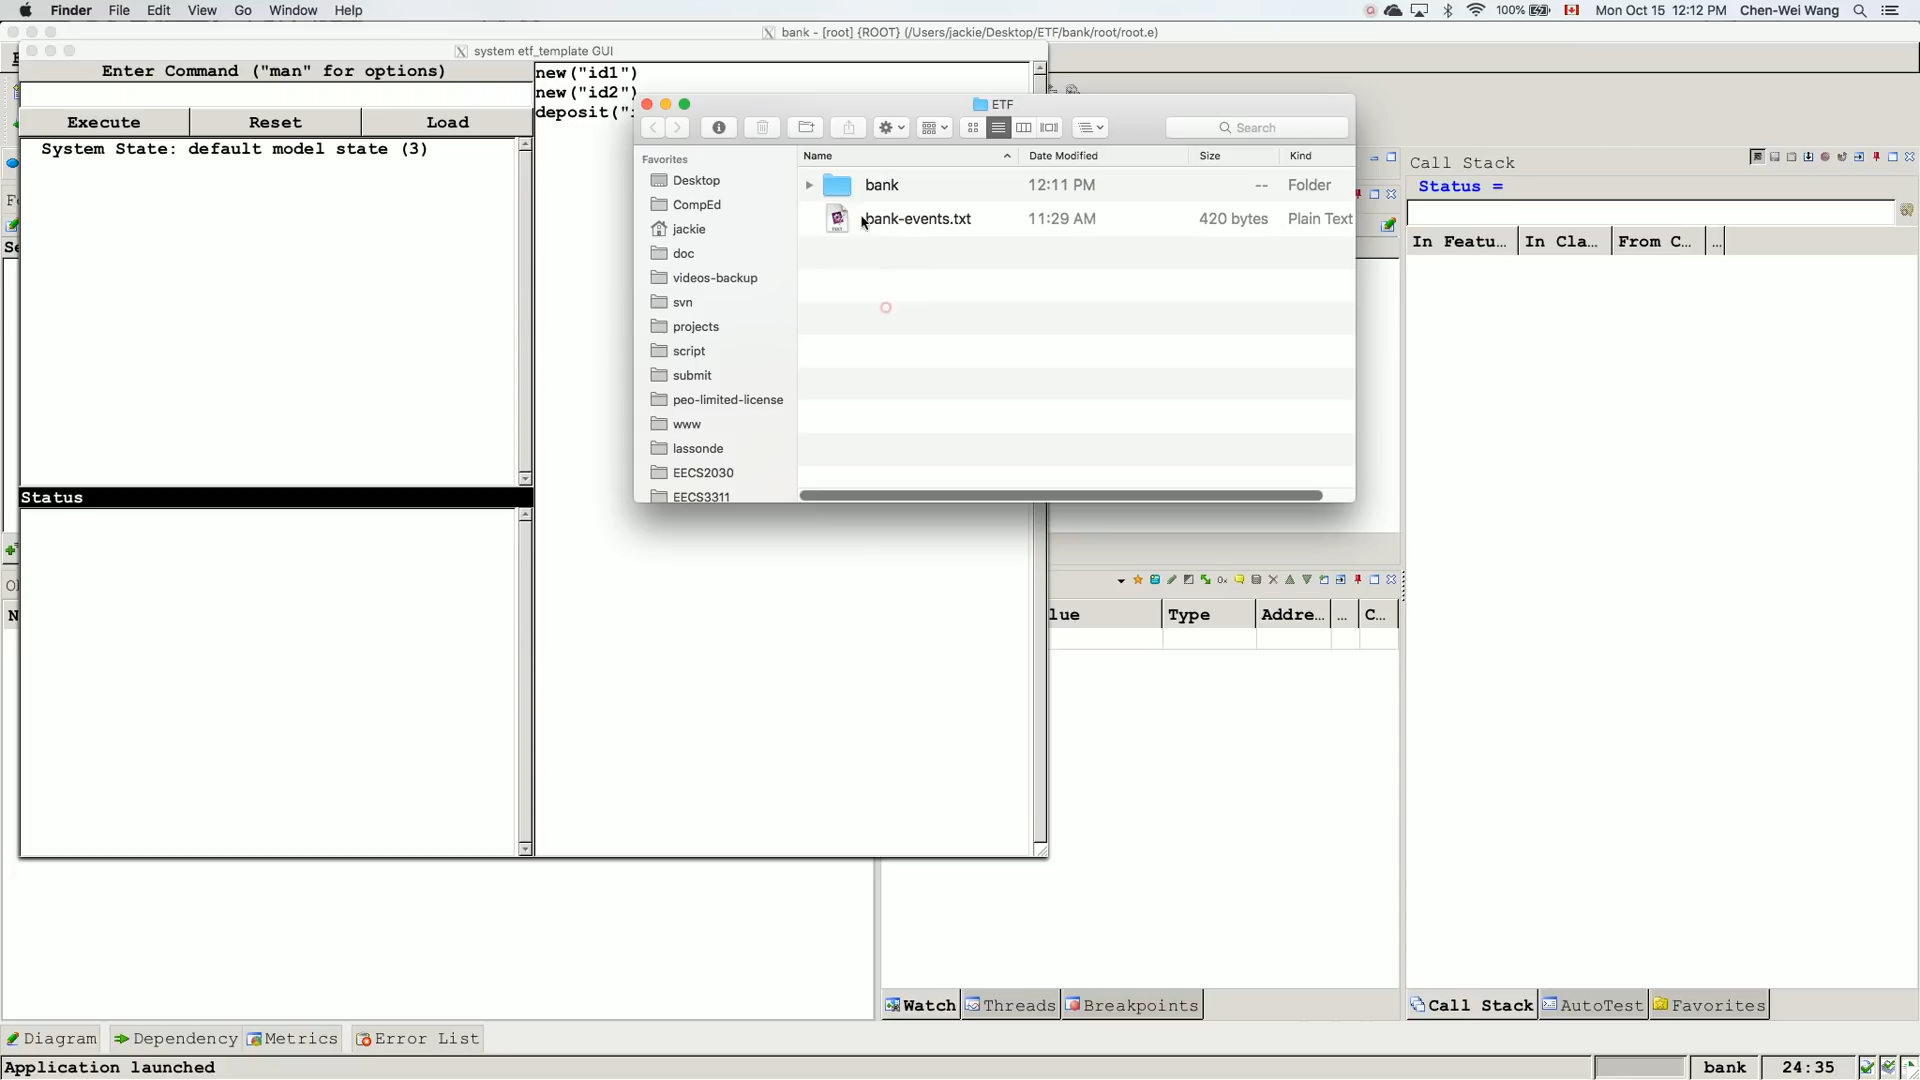 Finder File Edit View Go Window Help
100% Mon Oct 15 12:12 PM Chen-Wei Wang
bank - [root] {ROOT} (/Users/jackie/Desktop/ETF/bank/root/root.e)
system etf_template GUI
Enter Command ("man" for options)
Execute Reset Load
System State: default model state (3)
Status
new("id1")
new("id2")
deposit("
ETF
Search
Favorites
Desktop
CompEd
jackie
doc
videos-backup
svn
projects
script
submit
peo-limited-license
www
lassonde
EECS2030
EECS3311
Name Date Modified Size Kind
bank 12:11 PM -- Folder
bank-events.txt 11:29 AM 420 bytes Plain Text
Call Stack
Status =
In Featu... In Cla... From C... ...
lue Type Addre... ... C...
Watch Threads Breakpoints
Call Stack AutoTest Favorites
Diagram Dependency Metrics Error List
Application launched
bank 24:35